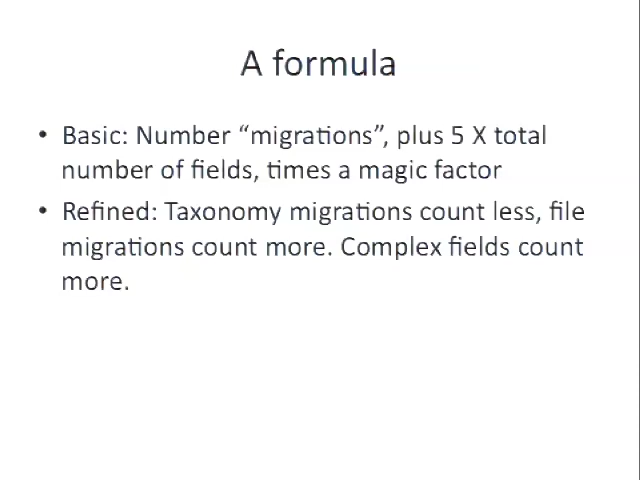 A formula
• Basic: Number “migrations”, plus 5 X total
number of fields, times a magic factor
• Refined: Taxonomy migrations count less, file
migrations count more. Complex fields count
more.